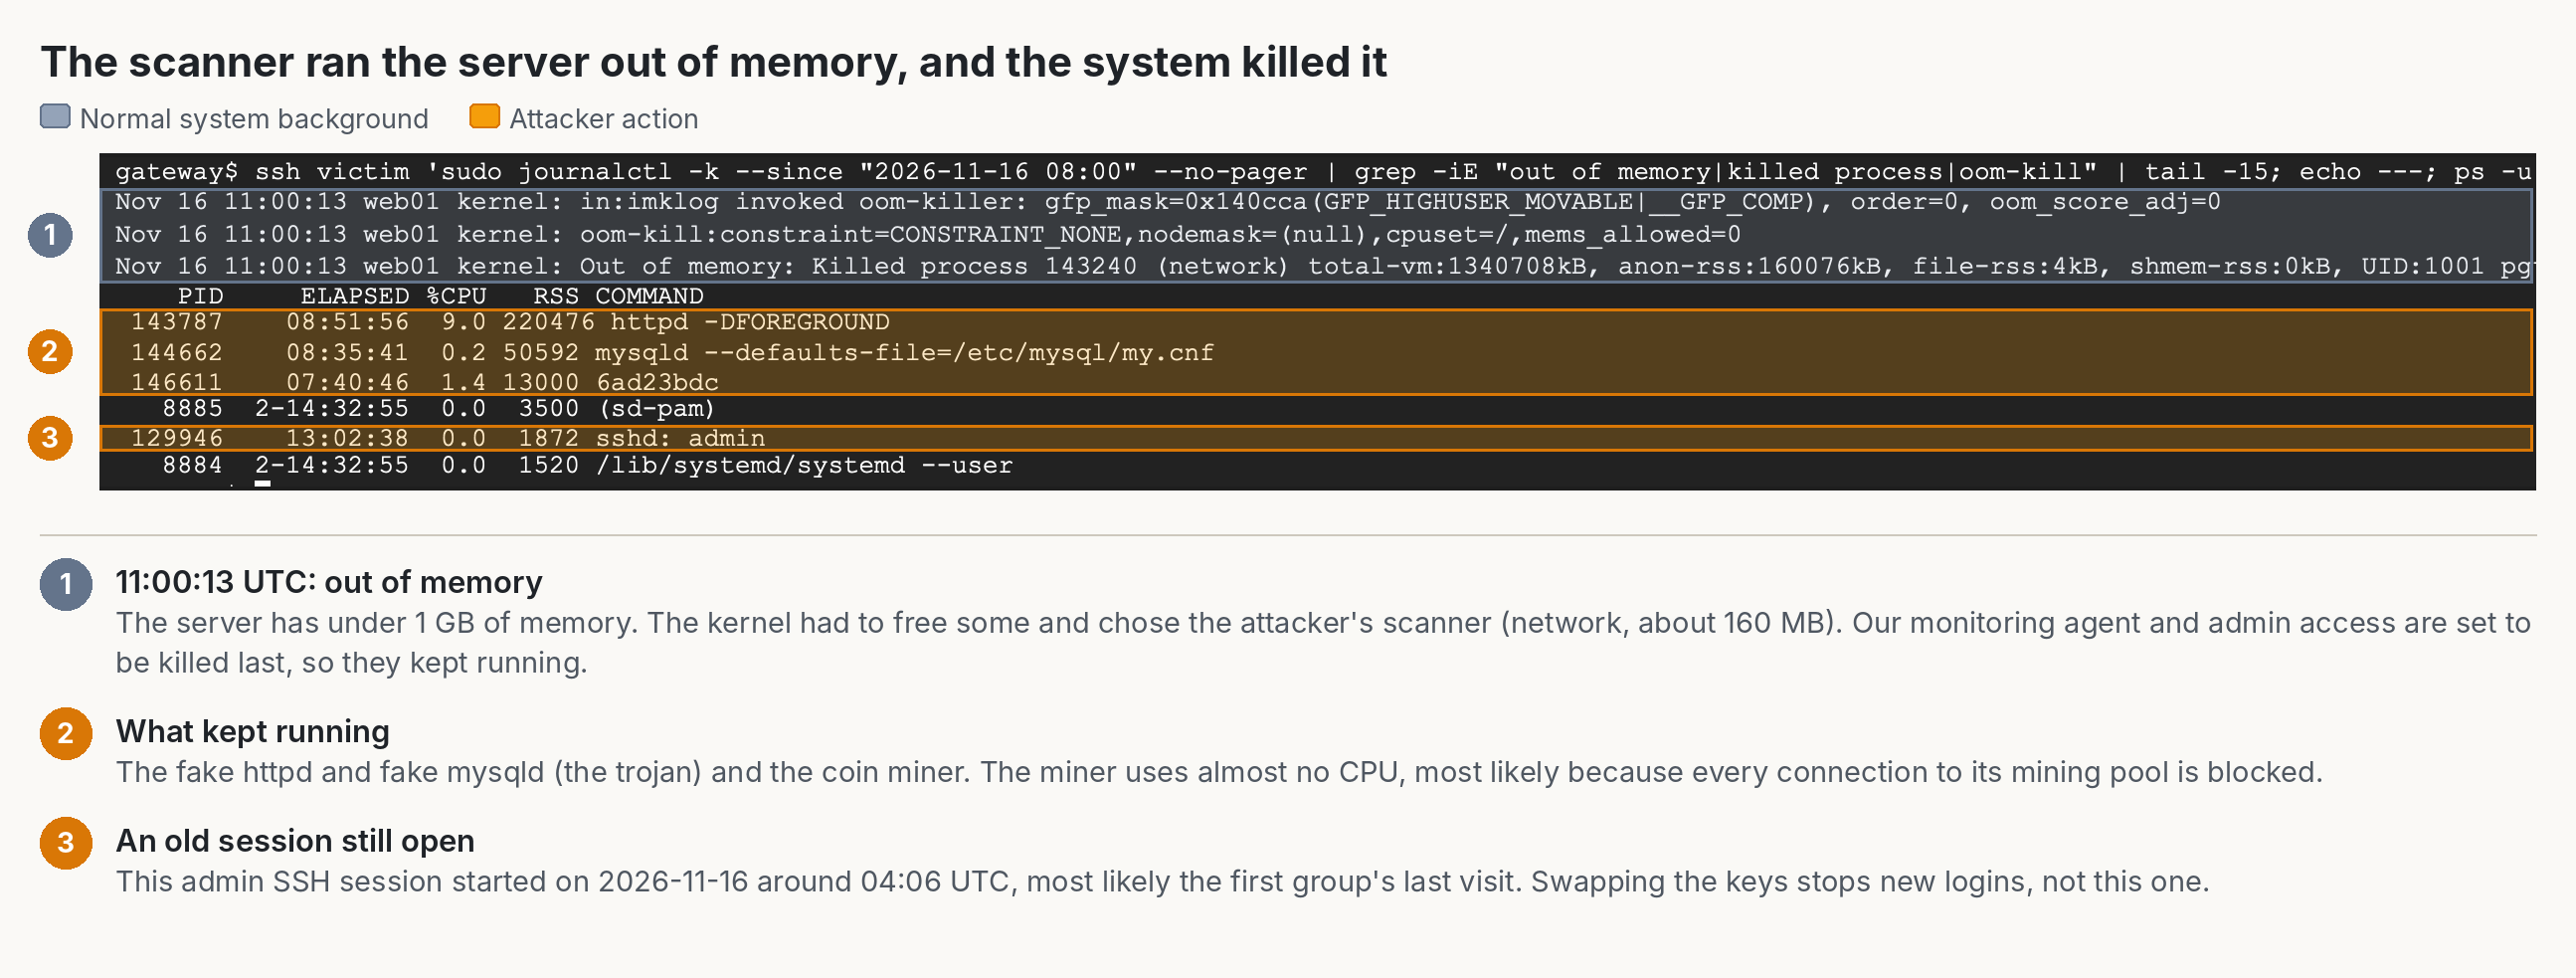 The scanner ran the server out of memory, and the system killed it
Normal system background
Attacker action
gateway$ ssh victim 'sudo journalctl -k --since "2026-11-16 08:00" --no-pager | grep -iE "out of memory|killed process|oom-kill" | tail -15; echo ---; ps -u
1
Nov 16 11:00:13 web01 kernel: in:imklog invoked oom-killer: gfp_mask=0x140cca(GFP_HIGHUSER_MOVABLE|__GFP_COMP), order=0, oom_score_adj=0
Nov 16 11:00:13 web01 kernel: oom-kill:constraint=CONSTRAINT_NONE,nodemask=(null),cpuset=/,mems_allowed=0
Nov 16 11:00:13 web01 kernel: Out of memory: Killed process 143240 (network) total-vm:1340708kB, anon-rss:160076kB, file-rss:4kB, shmem-rss:0kB, UID:1001 pg
PID ELAPSED %CPU RSS COMMAND
2
143787 08:51:56 9.0 220476 httpd -DFOREGROUND
144662 08:35:41 0.2 50592 mysqld --defaults-file=/etc/mysql/my.cnf
146611 07:40:46 1.4 13000 6ad23bdc
8885 2-14:32:55 0.0 3500 (sd-pam)
3
129946 13:02:38 0.0 1872 sshd: admin
8884 2-14:32:55 0.0 1520 /lib/systemd/systemd --user
1
11:00:13 UTC: out of memory
The server has under 1 GB of memory. The kernel had to free some and chose the attacker's scanner (network, about 160 MB). Our monitoring agent and admin access are set to
be killed last, so they kept running.
2
What kept running
The fake httpd and fake mysqld (the trojan) and the coin miner. The miner uses almost no CPU, most likely because every connection to its mining pool is blocked.
3
An old session still open
This admin SSH session started on 2026-11-16 around 04:06 UTC, most likely the first group's last visit. Swapping the keys stops new logins, not this one.